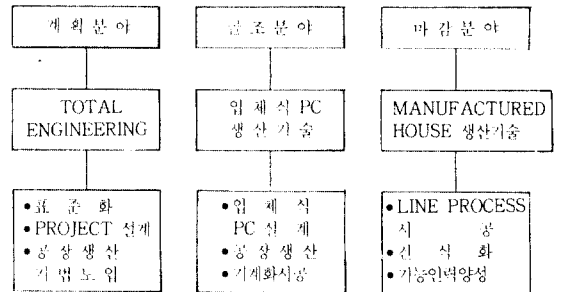 계 획 분 야
골 조 분 야
마 감 분 야
TOTAL
ENGINEERING
입 체 식 PC
생 산 기 술
MANUFACTURED
HOUSE 생산기술
• 표 준 화
• PROJECT 설계
• 공 장 생 산
기 법 도 입
• 입 체 식
PC 설 계
• 공 장 생 산
• 기계화시공
• LINE PROCESS
시 공
• 건 식 화
• 기능인력양성